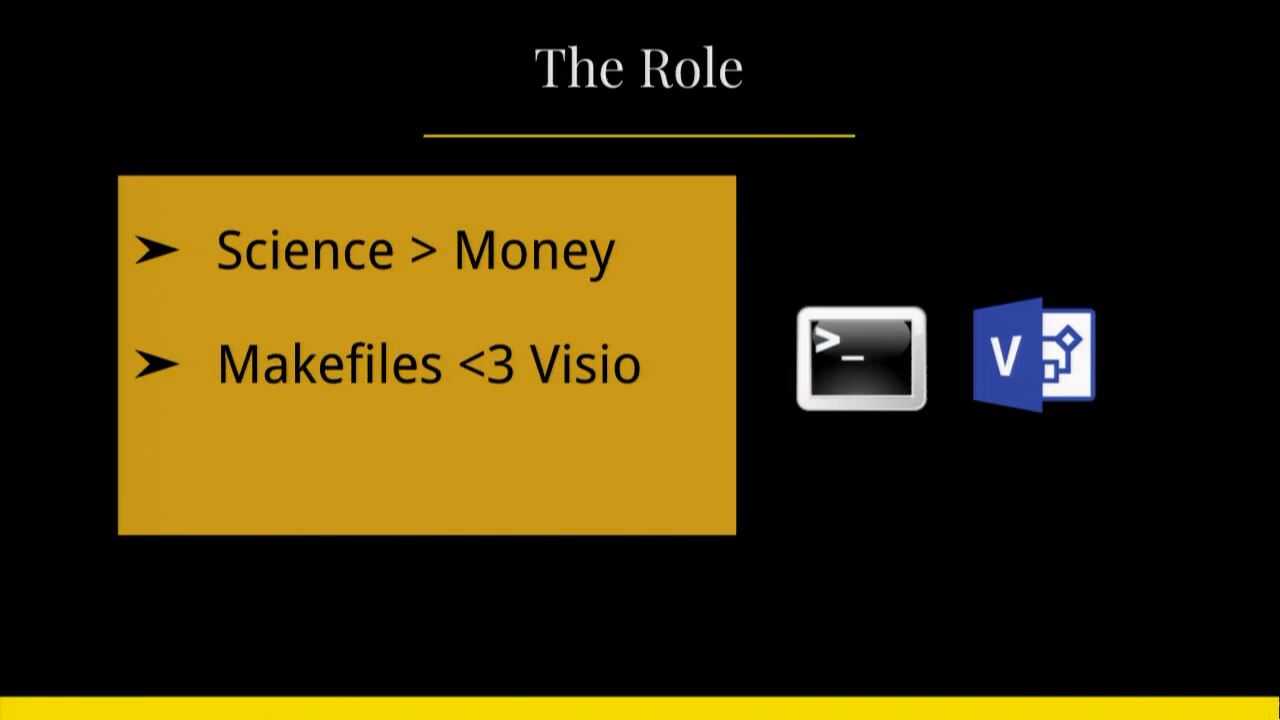 The Role
➤ Science > Money
➤ Makefiles <3 Visio
>_
V